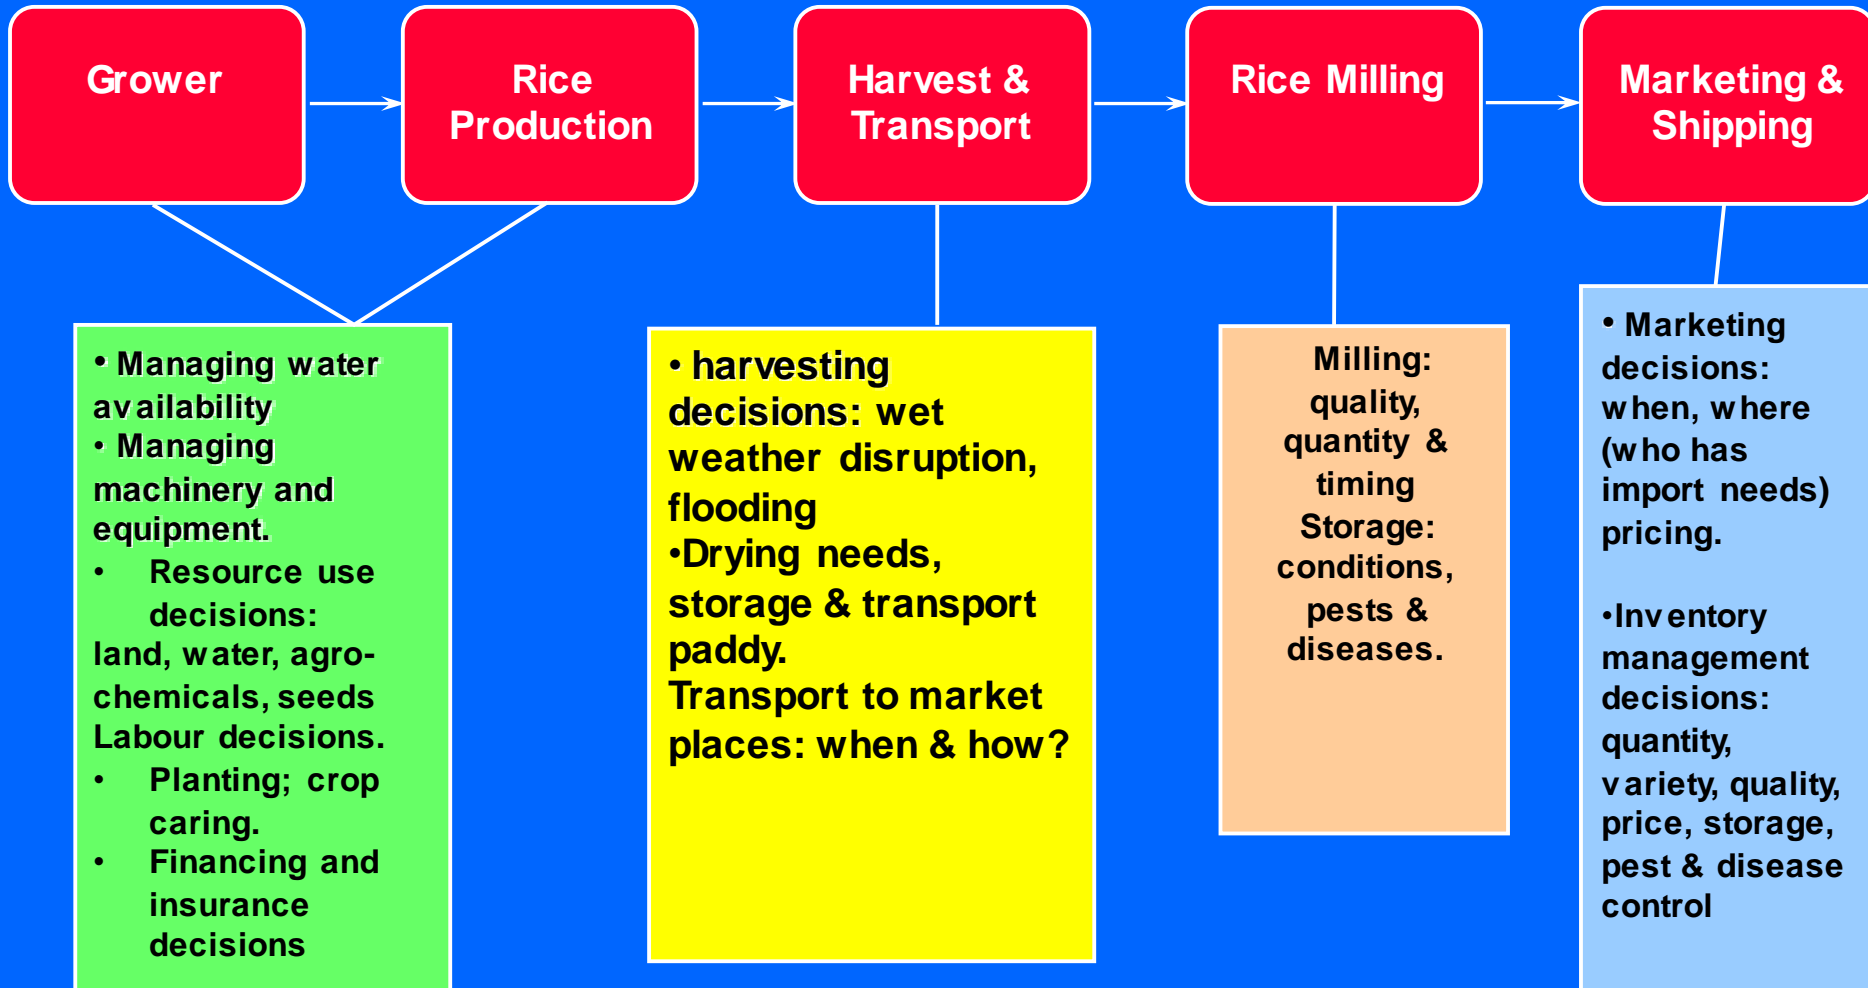 Grower
Rice
Production
Harvest &
Transport
Rice Milling
Marketing &
Shipping
• Managing water
availability
• Managing
machinery and
equipment.
• Resource use
decisions:
land, water, agro-
chemicals, seeds
Labour decisions.
• Planting; crop
caring.
• Financing and
insurance
decisions
• harvesting
decisions: wet
weather disruption,
flooding
•Drying needs,
storage & transport
paddy.
Transport to market
places: when & how?
Milling:
quality,
quantity &
timing
Storage:
conditions,
pests &
diseases.
• Marketing
decisions:
when, where
(who has
import needs)
pricing.
•Inventory
management
decisions:
quantity,
variety, quality,
price, storage,
pest & disease
control